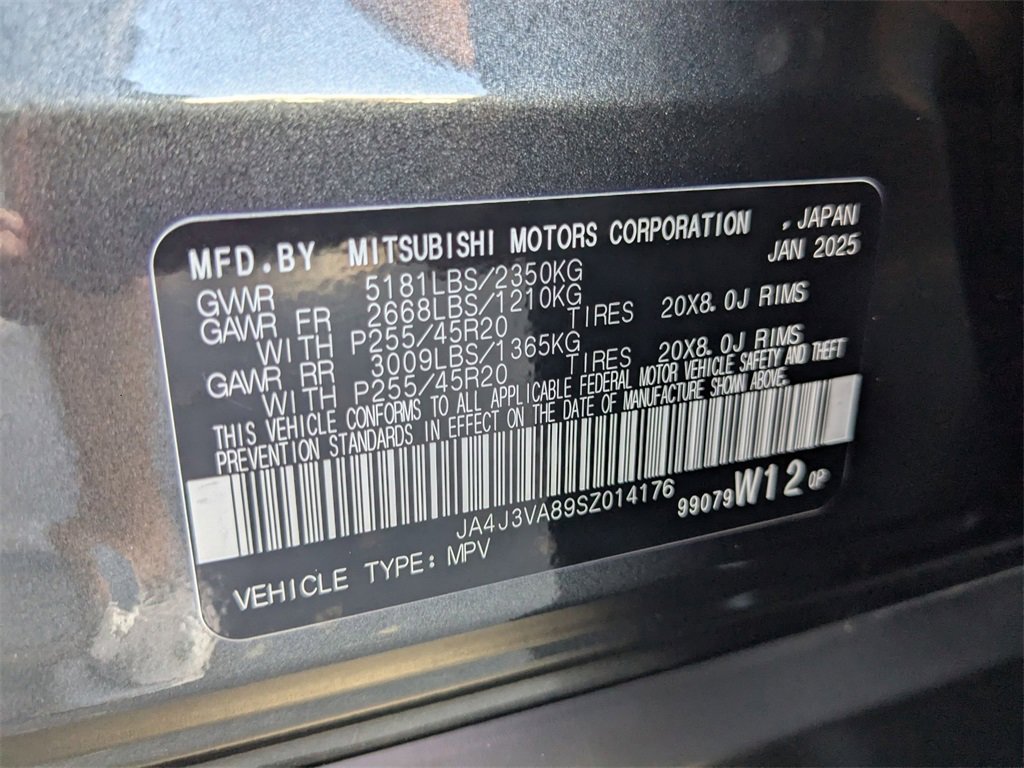 MFD.BY MITSUBISHI MOTORS CORPORATION , JAPAN
JAN 2025
GVWR 5181LBS/2350KG
GAWR FR 2668LBS/1210KG
WITH P255/45R20 TIRES 20X8.0J RIMS
GAWR RR 3009LBS/1365KG
WITH P255/45R20 TIRES 20X8.0J RIMS
THIS VEHICLE CONFORMS TO ALL APPLICABLE FEDERAL MOTOR VEHICLE SAFETY AND THEFT
PREVENTION STANDARDS IN EFFECT ON THE DATE OF MANUFACTURE SHOWN ABOVE.
JA4J3VA89SZ014176 99079W120P
VEHICLE TYPE: MPV